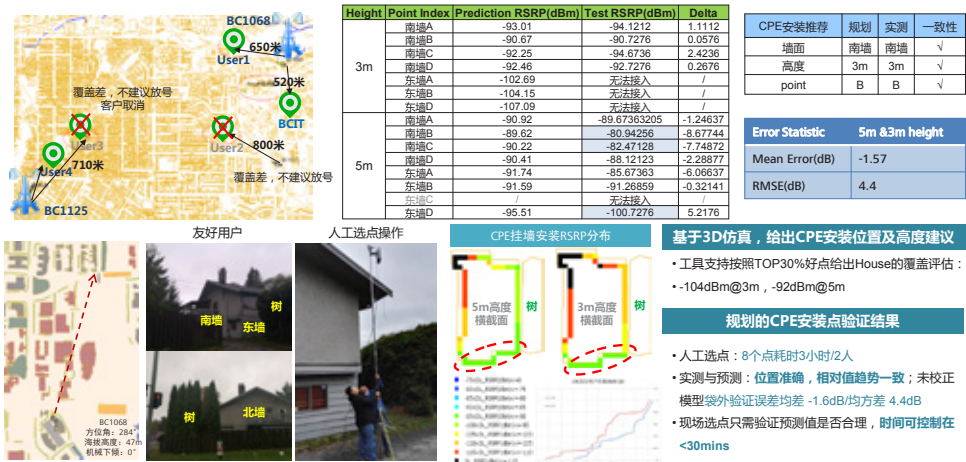 BC1068
650米
User1
520米
BCIT
覆盖差，不建议放号
客户取消
User3
User2
800米
710米
User4
覆盖差，不建议放号
BC1125
Height Point Index Prediction RSRP(dBm) Test RSRP(dBm) Delta
3m
南墙A -93.01 -94.1212 1.1112
南墙B -90.67 -90.7276 0.0576
南墙C -92.25 -94.6736 2.4236
南墙D -92.46 -92.7276 0.2676
东墙A -102.69 无法接入 /
东墙B -104.15 无法接入 /
东墙D -107.09 无法接入 /
5m
南墙A -90.92 -89.67363205 -1.24637
南墙B -89.62 -80.94256 -8.67744
南墙C -90.22 -82.47128 -7.74872
南墙D -90.41 -88.12123 -2.28877
东墙A -91.74 -85.67363 -6.06637
东墙B -91.59 -91.26859 -0.32141
东墙C / 无法接入 /
东墙D -95.51 -100.7276 5.2176
CPE安装推荐 规划 实测 一致性
墙面 南墙 南墙 √
高度 3m 3m √
point B B √
Error Statistic 5m &3m height
Mean Error(dB) -1.57
RMSE(dB) 4.4
BC1068
方位角：284°
海拔高度：47m
机械下倾：0°
友好用户
南墙
东墙
树
树
北墙
人工选点操作
CPE挂墙安装RSRP分布
5m高度
横截面
树
3m高度
横截面
树
基于3D仿真，给出CPE安装位置及高度建议
• 工具支持按照TOP30%好点给出House的覆盖评估：
• -104dBm@3m , -92dBm@5m
规划的CPE安装点验证结果
• 人工选点：8个点耗时3小时/2人
• 实测与预测：位置准确，相对值趋势一致；未校正
模型袋外验证误差均差 -1.6dB/均方差 4.4dB
• 现场选点只需验证预测值是否合理，时间可控制在
<30mins